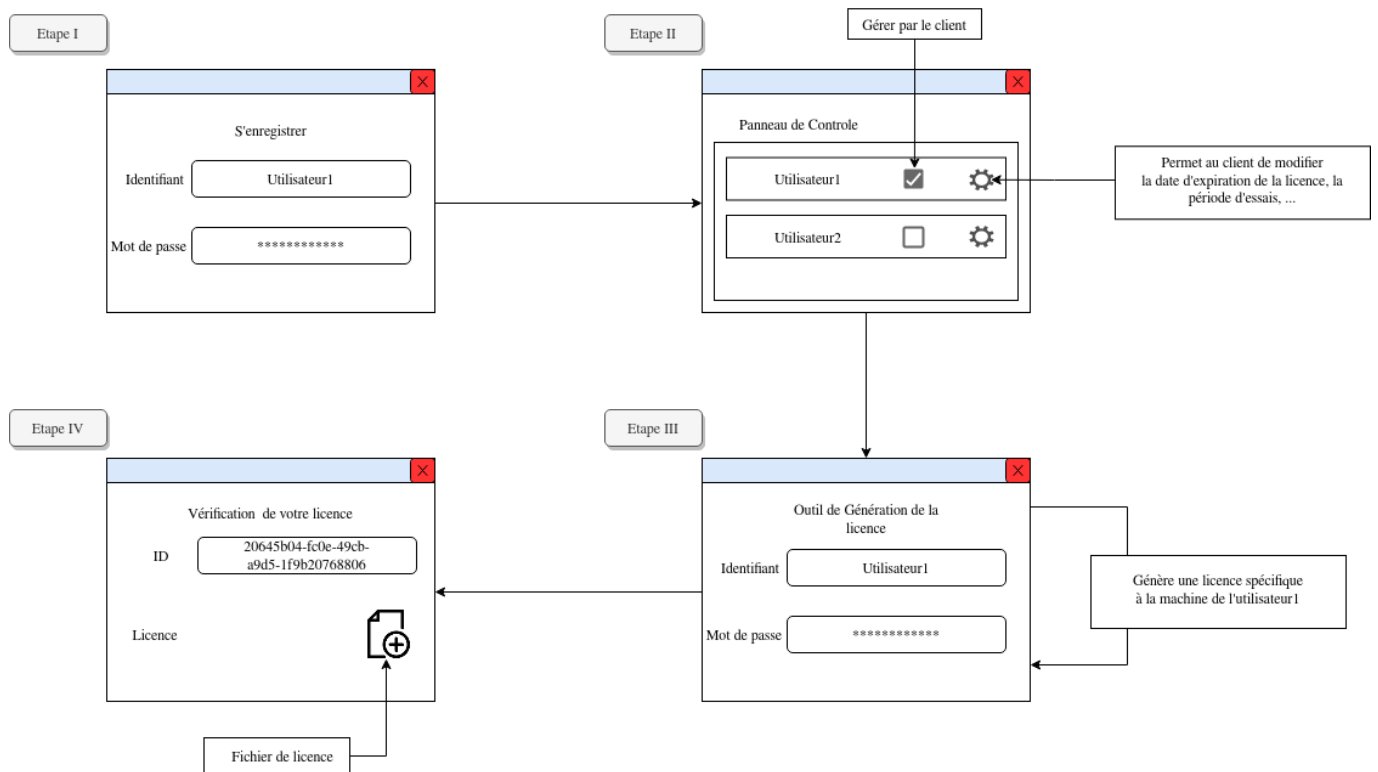 Etape I
S'enregistrer
Identifiant
Utilisateur1
Mot de passe
************
Etape II
Gérer par le client
Panneau de Controle
Utilisateur1
Utilisateur2
Permet au client de modifier
la date d'expiration de la licence, la
période d'essais, ...
Etape III
Outil de Génération de la
licence
Identifiant
Utilisateur1
Mot de passe
************
Génère une licence spécifique
à la machine de l'utilisateur1
Etape IV
Vérification de votre licence
ID
20645b04-fc0e-49cb-
a9d5-1f9b20768806
Licence
Fichier de licence